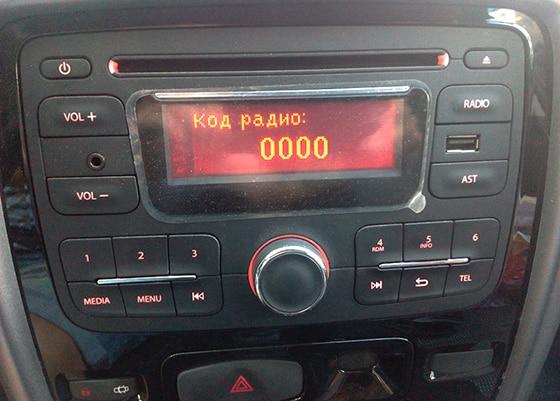 VOL +
RADIO
Код радио:
0000
VOL −
AST
1 2 3
4 RDM 5 INFO 6
MEDIA MENU
TEL